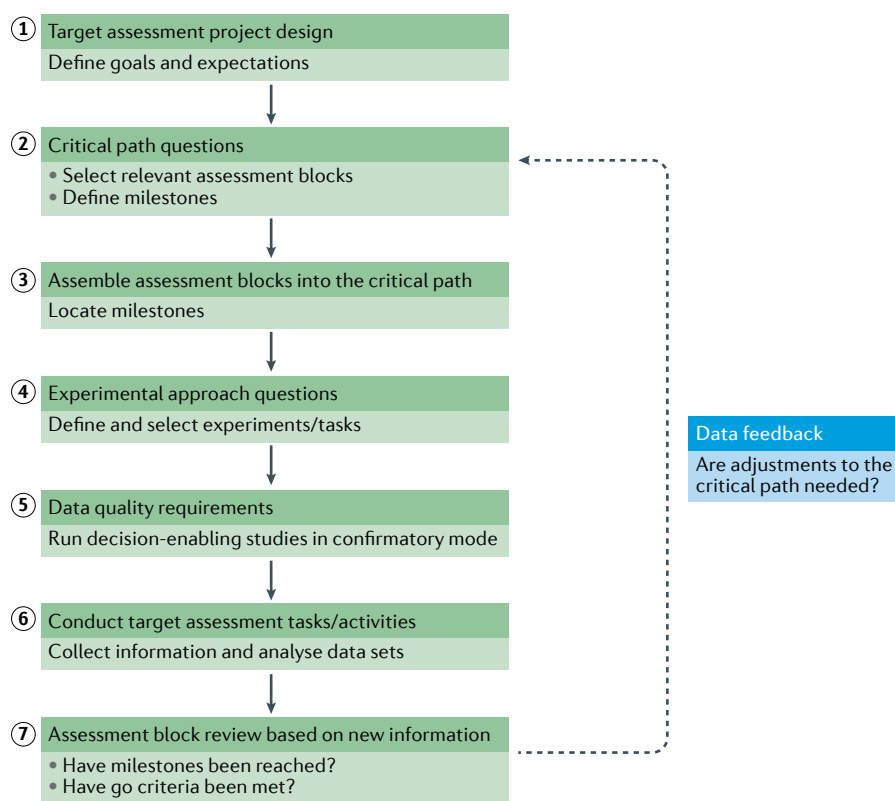 1
Target assessment project design
Define goals and expectations
2
Critical path questions
• Select relevant assessment blocks
• Define milestones
3
Assemble assessment blocks into the critical path
Locate milestones
4
Experimental approach questions
Define and select experiments/tasks
5
Data quality requirements
Run decision-enabling studies in confirmatory mode
6
Conduct target assessment tasks/activities
Collect information and analyse data sets
7
Assessment block review based on new information
• Have milestones been reached?
• Have go criteria been met?
Data feedback
Are adjustments to the
critical path needed?